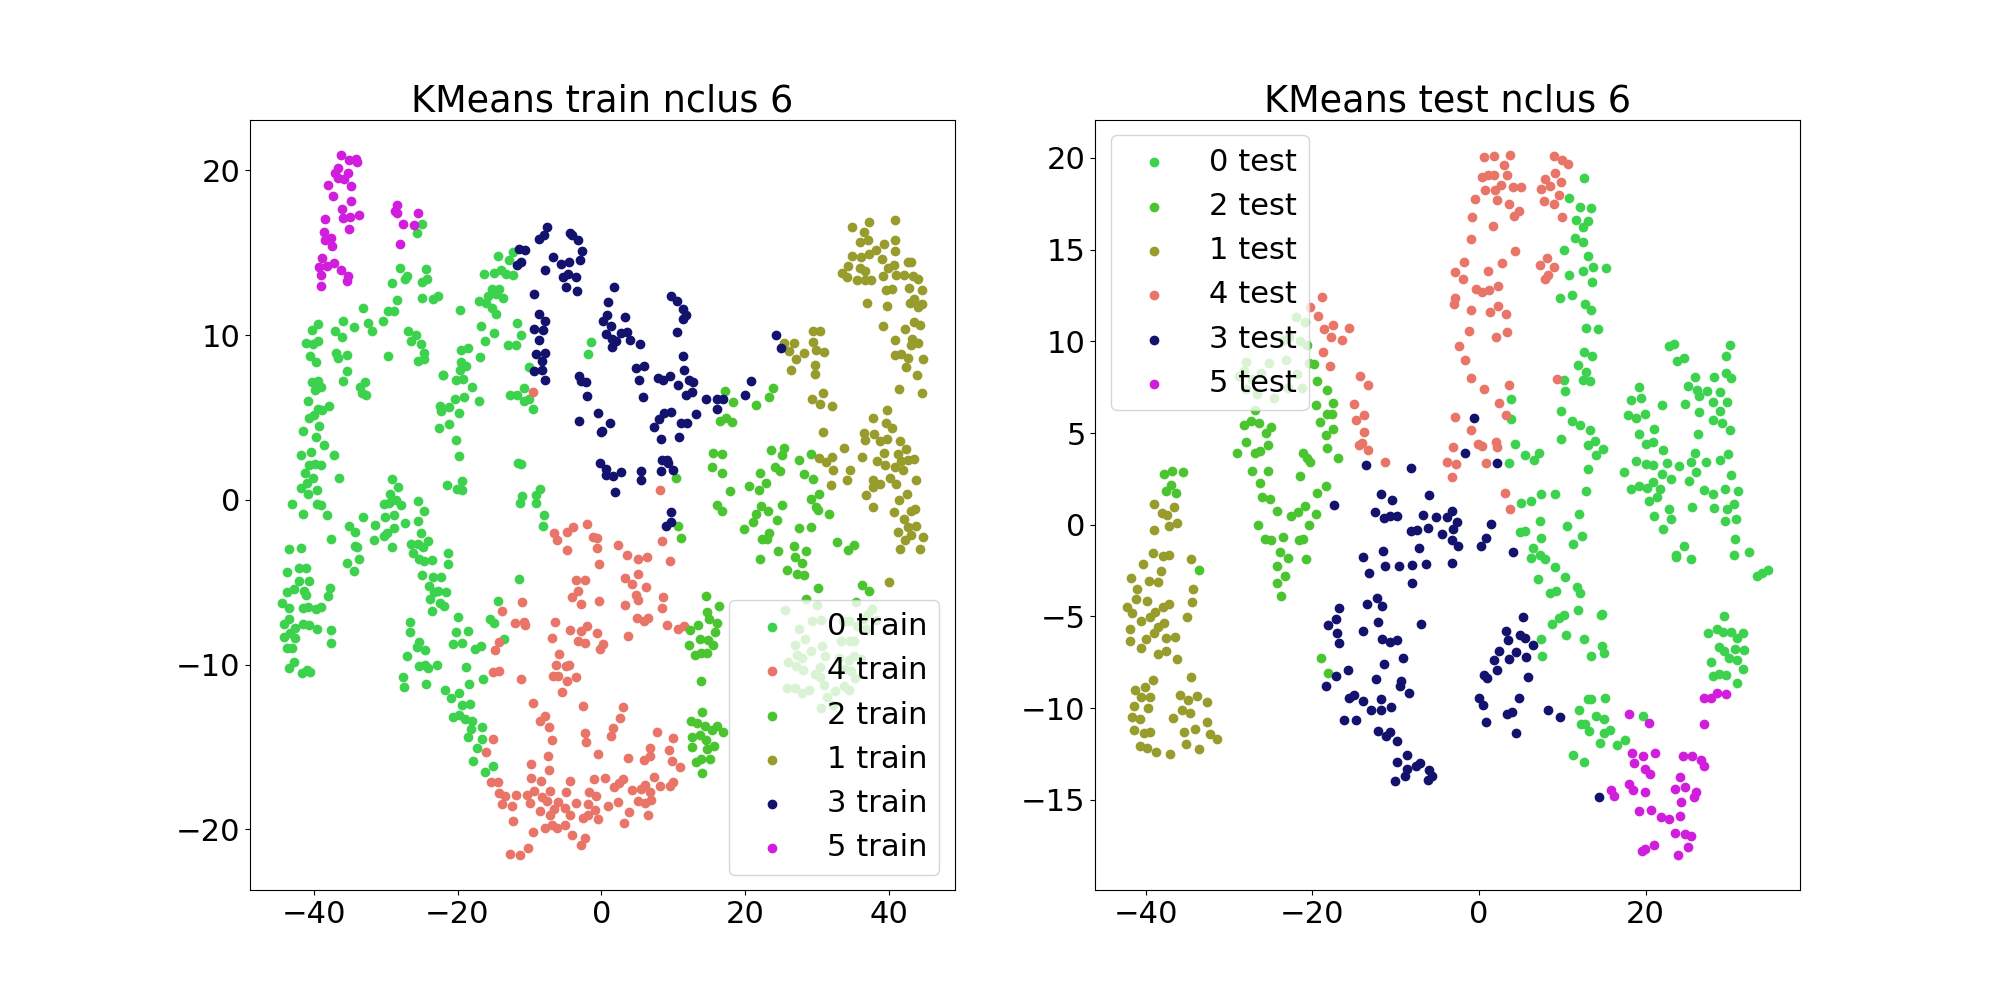 KMeans train nclus 6
20
10
0
−10
−20
−40
−20
0
20
40
0 train
4 train
2 train
1 train
3 train
5 train
KMeans test nclus 6
20
15
10
5
0
−5
−10
−15
−40
−20
0
20
0 test
2 test
1 test
4 test
3 test
5 test